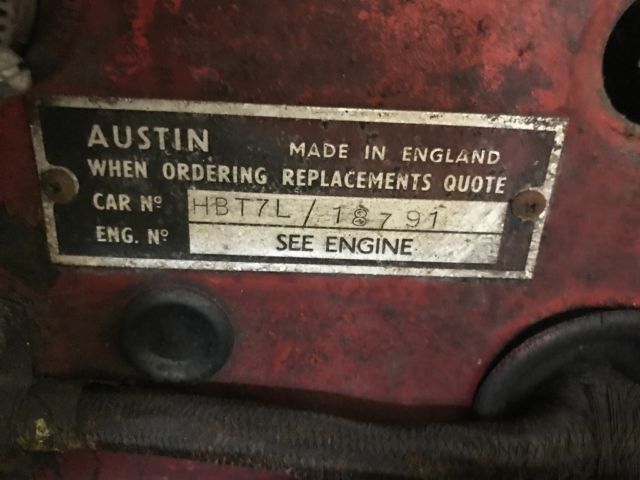 AUSTIN MADE IN ENGLAND
WHEN ORDERING REPLACEMENTS QUOTE
CAR Nº HBT7L/18791
ENG. Nº SEE ENGINE